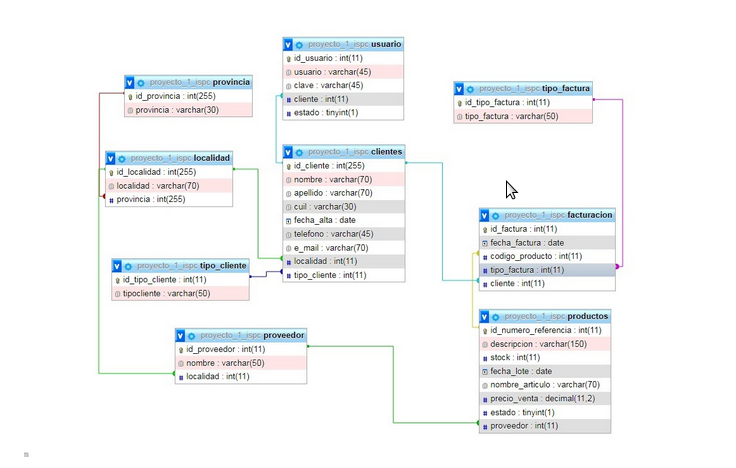 proyecto_1_ispc usuario
id_usuario : int(11)
usuario : varchar(45)
clave : varchar(45)
cliente : int(11)
estado : tinyint(1)
proyecto_1_ispc provincia
id_provincia : int(255)
provincia : varchar(30)
proyecto_1_ispc tipo_factura
id_tipo_factura : int(11)
tipo_factura : varchar(50)
proyecto_1_ispc localidad
id_localidad : int(255)
localidad : varchar(70)
provincia : int(255)
proyecto_1_ispc clientes
id_cliente : int(255)
nombre : varchar(70)
apellido : varchar(70)
cuil : varchar(30)
fecha_alta : date
telefono : varchar(45)
e_mail : varchar(70)
localidad : int(11)
tipo_cliente : int(11)
proyecto_1_ispc facturacion
id_factura : int(11)
fecha_factura : date
codigo_producto : int(11)
tipo_factura : int(11)
cliente : int(11)
proyecto_1_ispc tipo_cliente
id_tipo_cliente : int(11)
tipocliente : varchar(50)
proyecto_1_ispc proveedor
id_proveedor : int(11)
nombre : varchar(50)
localidad : int(11)
proyecto_1_ispc productos
id_numero_referencia : int(11)
descripcion : varchar(150)
stock : int(11)
fecha_lote : date
nombre_articulo : varchar(70)
precio_venta : decimal(11,2)
estado : tinyint(1)
proveedor : int(11)